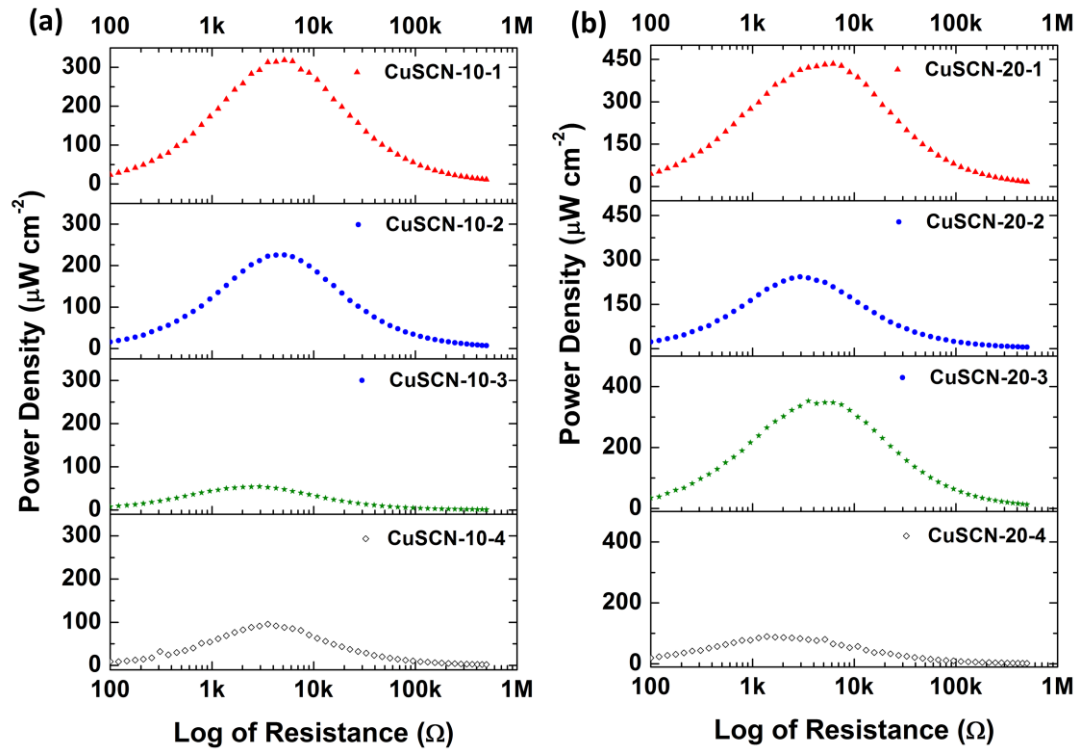 (a)
100 1k 10k 100k 1M
300
200
100
0
CuSCN-10-1
300
200
100
0
CuSCN-10-2
300
200
100
0
CuSCN-10-3
300
200
100
0
CuSCN-10-4
Power Density (μW cm⁻²)
100 1k 10k 100k 1M
Log of Resistance (Ω)
(b)
100 1k 10k 100k 1M
450
300
150
0
CuSCN-20-1
450
300
150
0
CuSCN-20-2
400
200
0
CuSCN-20-3
400
200
0
CuSCN-20-4
Power Density (μW cm⁻²)
100 1k 10k 100k 1M
Log of Resistance (Ω)